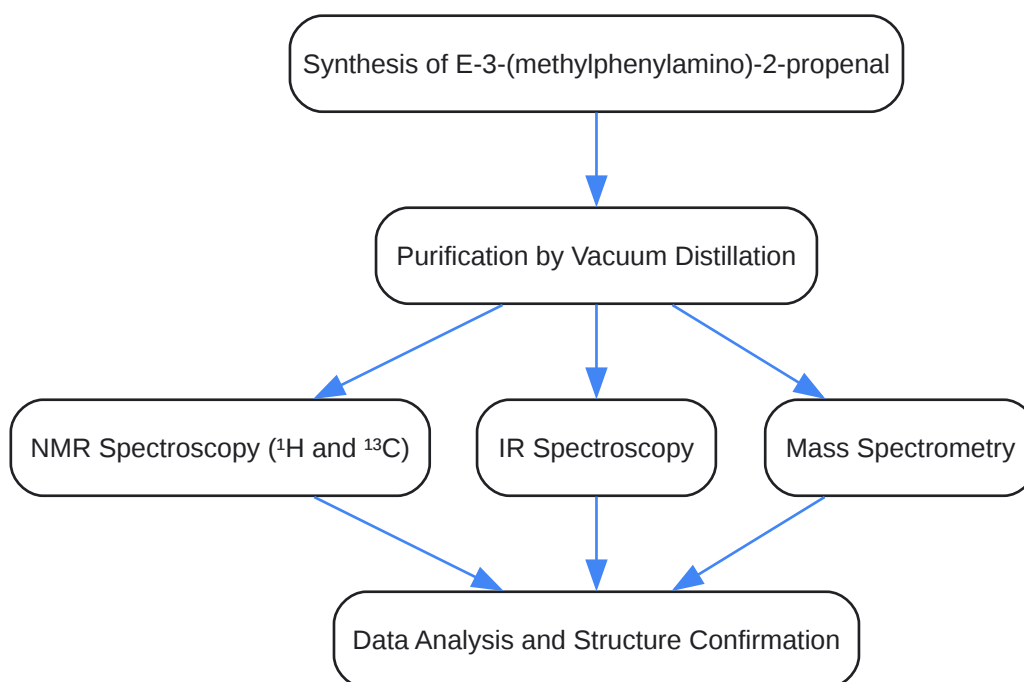 Synthesis of E-3-(methylphenylamino)-2-propenal
Purification by Vacuum Distillation
NMR Spectroscopy (¹H and ¹³C)
IR Spectroscopy
Mass Spectrometry
Data Analysis and Structure Confirmation